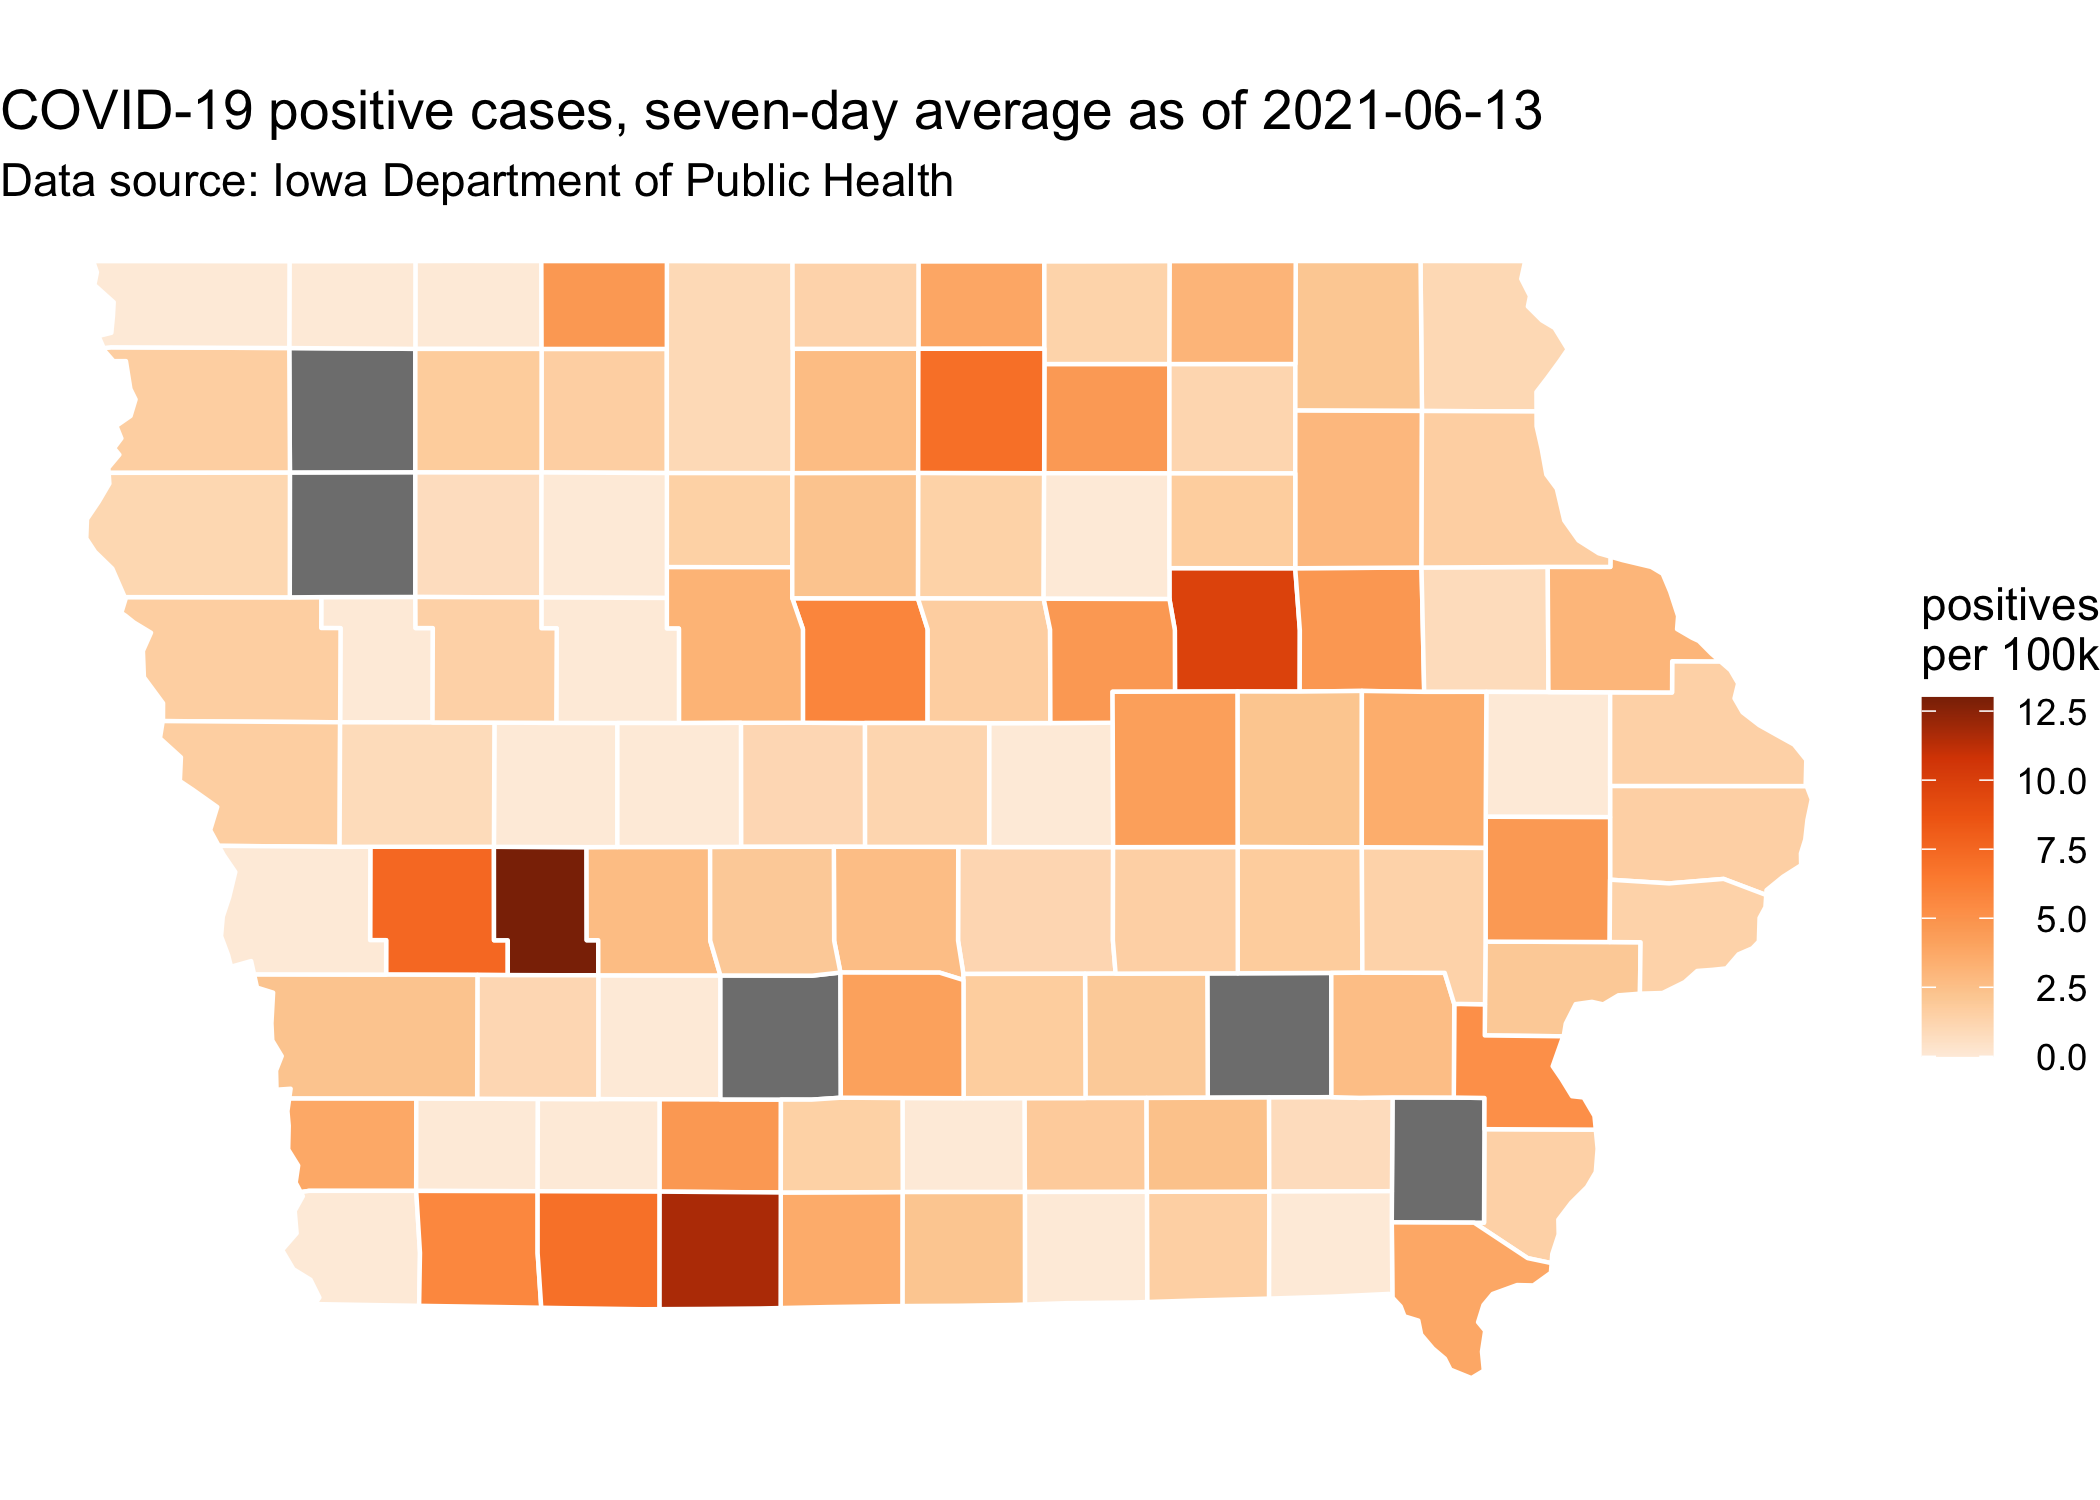 COVID-19 positive cases, seven-day average as of 2021-06-13
Data source: Iowa Department of Public Health
positives
per 100k
12.5
10.0
7.5
5.0
2.5
0.0